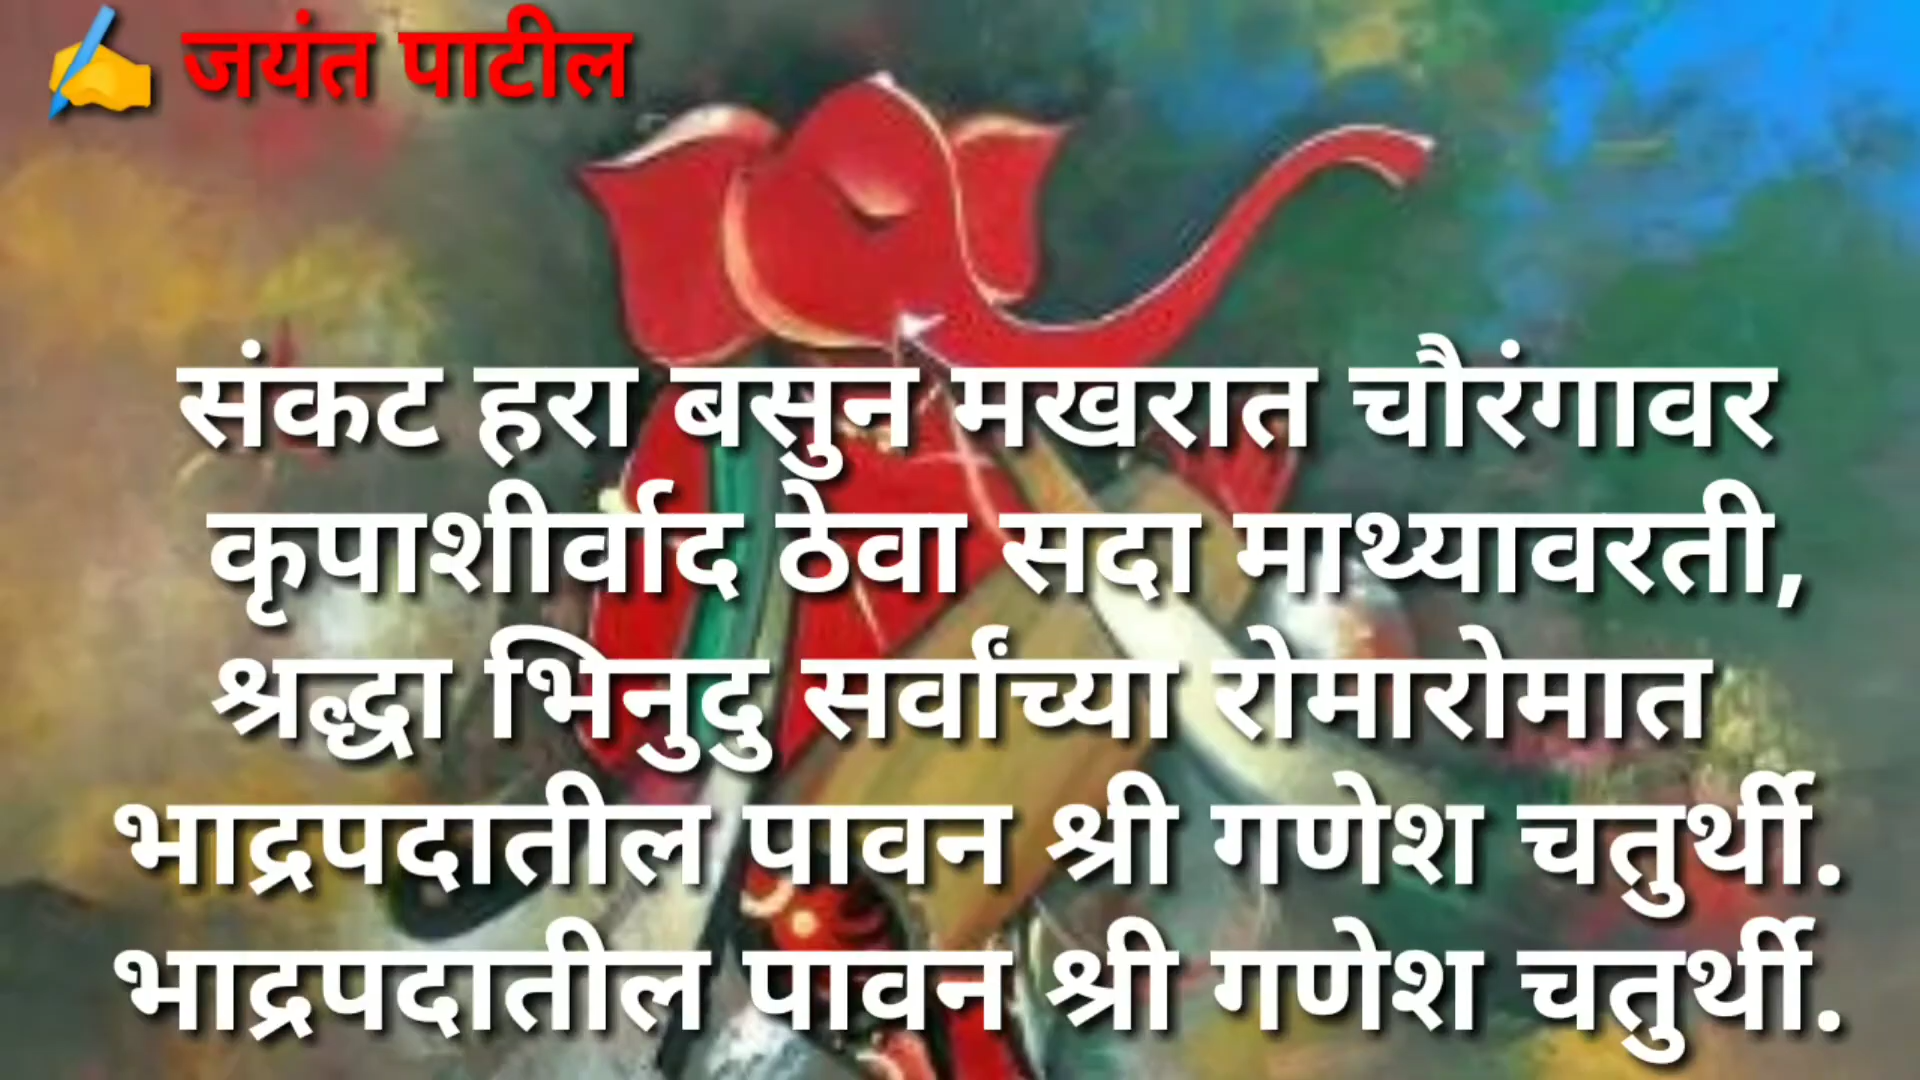 ✍ जयंत पाटील
संकट हरा बसुन मखरात चौरंगावर
कृपाशीर्वाद ठेवा सदा माथ्यावरती,
श्रद्धा भिनुदु सर्वांच्या रोमारोमात
भाद्रपदातील पावन श्री गणेश चतुर्थी.
भाद्रपदातील पावन श्री गणेश चतुर्थी.